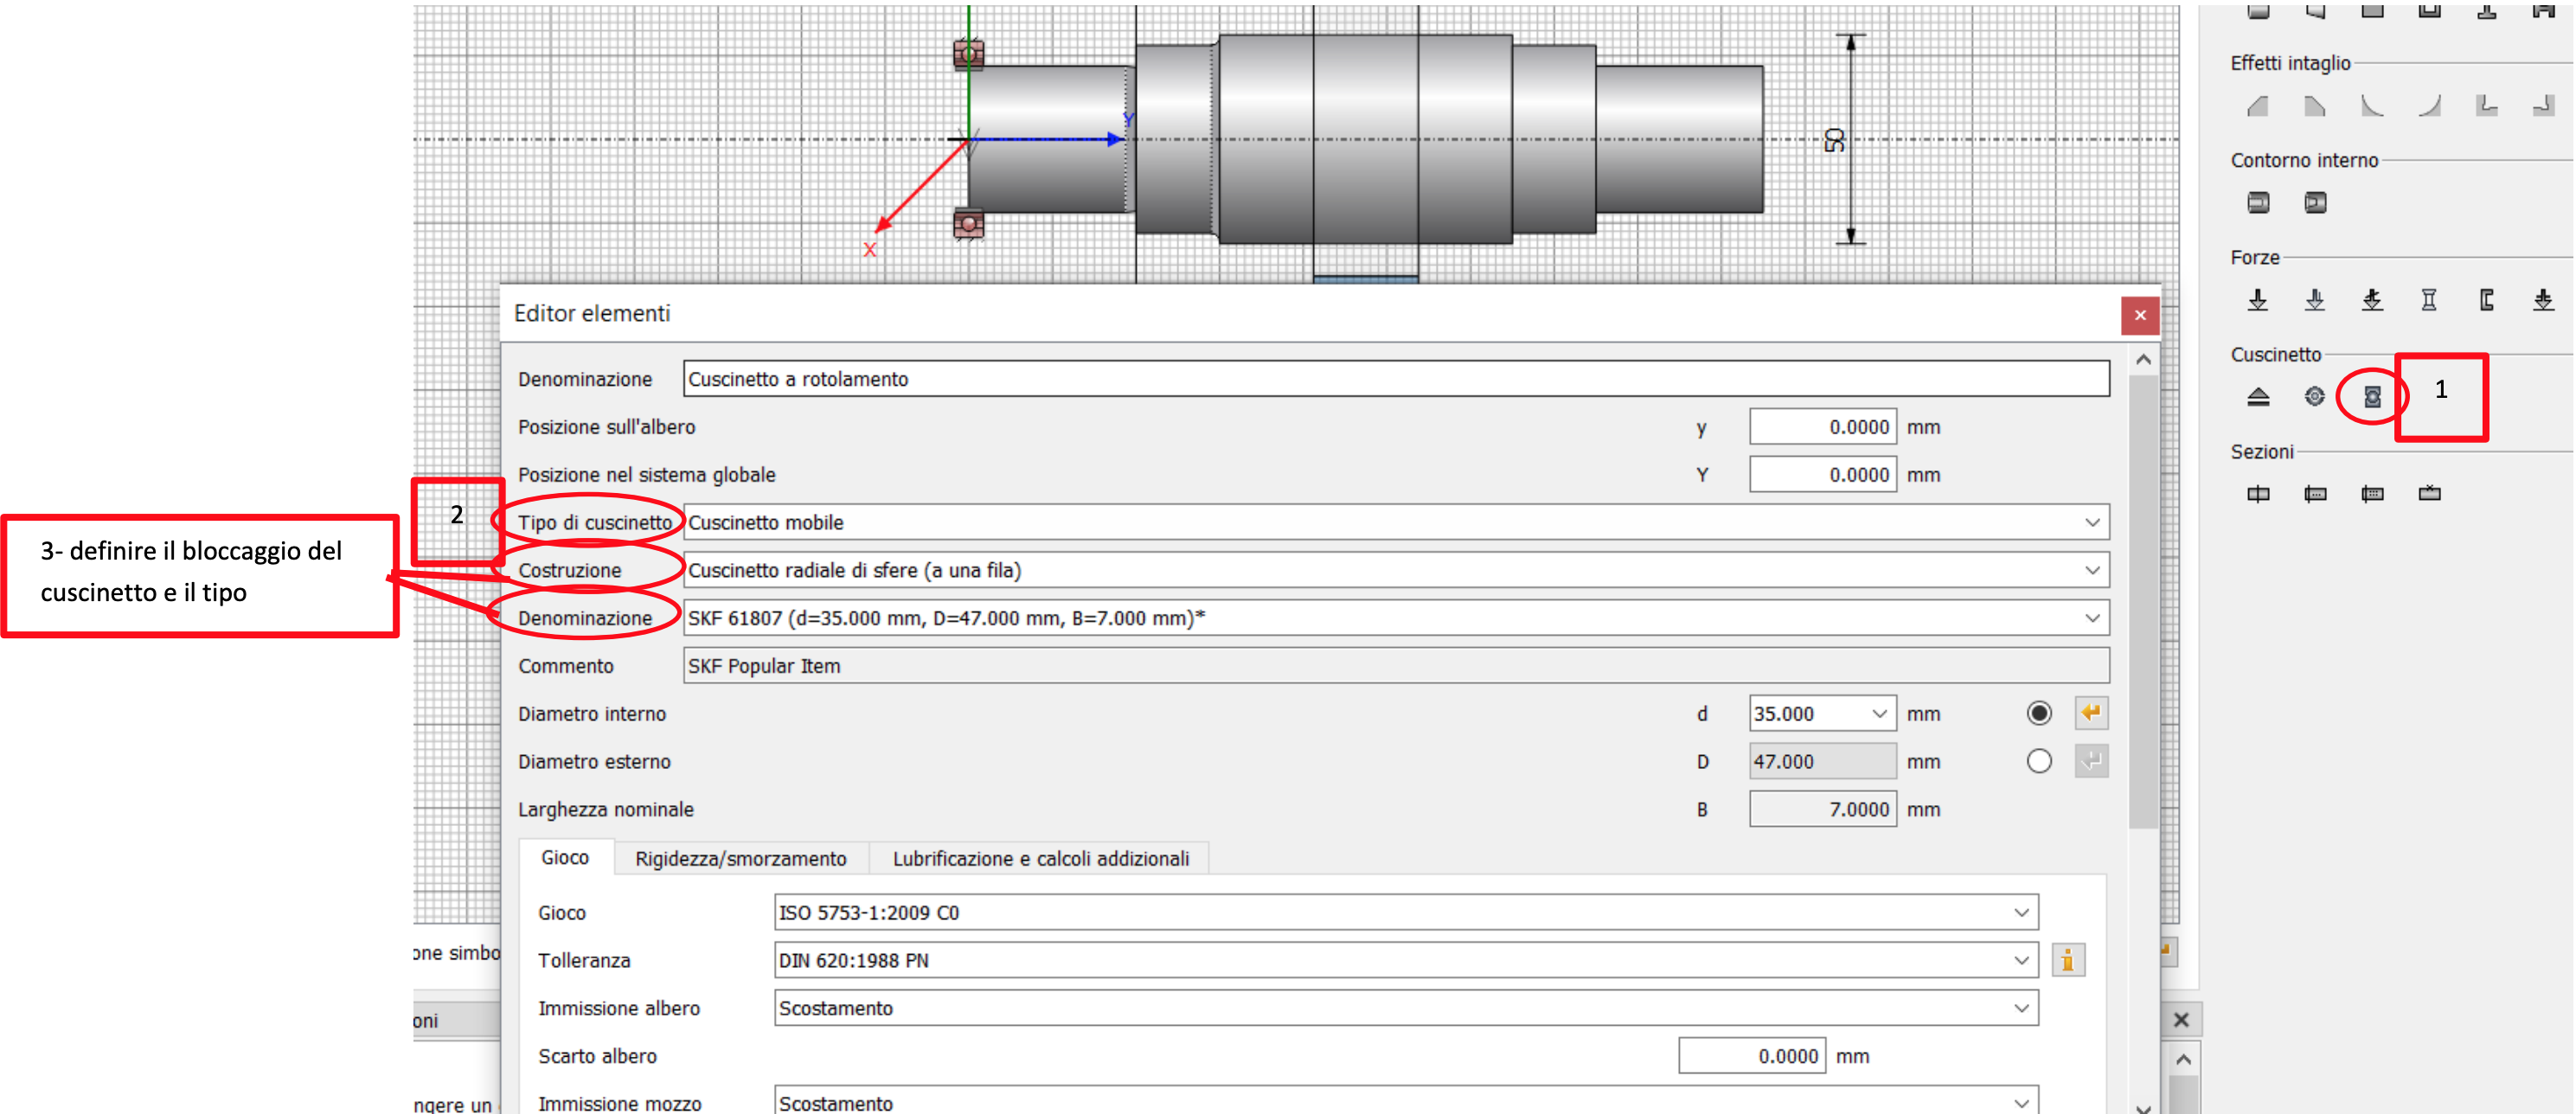 50
Y
X
Effetti intaglio
Contorno interno
Forze
Cuscinetto
1
Sezioni
Editor elementi
Denominazione Cuscinetto a rotolamento
Posizione sull'albero y 0.0000 mm
Posizione nel sistema globale Y 0.0000 mm
2
Tipo di cuscinetto Cuscinetto mobile
3- definire il bloccaggio del
cuscinetto e il tipo
Costruzione Cuscinetto radiale di sfere (a una fila)
Denominazione SKF 61807 (d=35.000 mm, D=47.000 mm, B=7.000 mm)*
Commento SKF Popular Item
Diametro interno d 35.000 mm
Diametro esterno D 47.000 mm
Larghezza nominale B 7.0000 mm
Gioco Rigidezza/smorzamento Lubrificazione e calcoli addizionali
Gioco ISO 5753-1:2009 C0
one simbo
Tolleranza DIN 620:1988 PN
Immissione albero Scostamento
oni
Scarto albero 0.0000 mm
ngere un
Immissione mozzo Scostamento